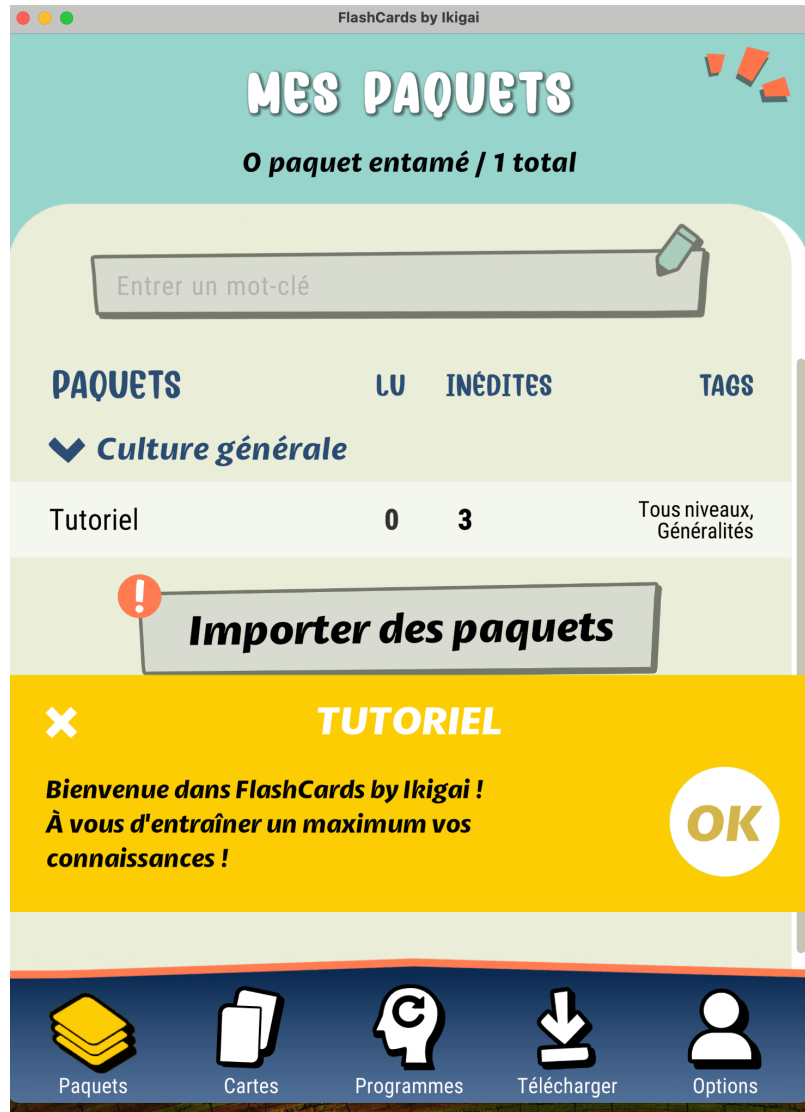 FlashCards by Ikigai
MES PAQUETS
0 paquet entamé / 1 total
Entrer un mot-clé
PAQUETS LU INÉDITES TAGS
Culture générale
Tutoriel 0 3 Tous niveaux,
Généralités
!
Importer des paquets
TUTORIEL
Bienvenue dans FlashCards by Ikigai !
À vous d'entraîner un maximum vos
connaissances !
OK
Paquets Cartes Programmes Télécharger Options